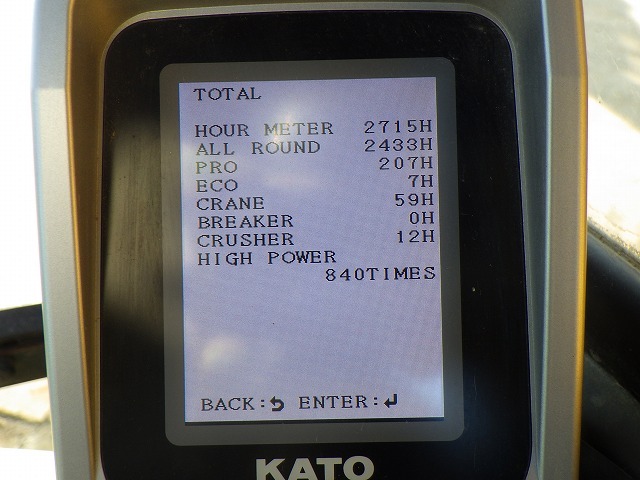 TOTAL
HOUR METER 2715H
ALL ROUND 2433H
PRO 207H
ECO 7H
CRANE 59H
BREAKER 0H
CRUSHER 12H
HIGH POWER
840TIMES
BACK:⮌ ENTER:↵
KATO